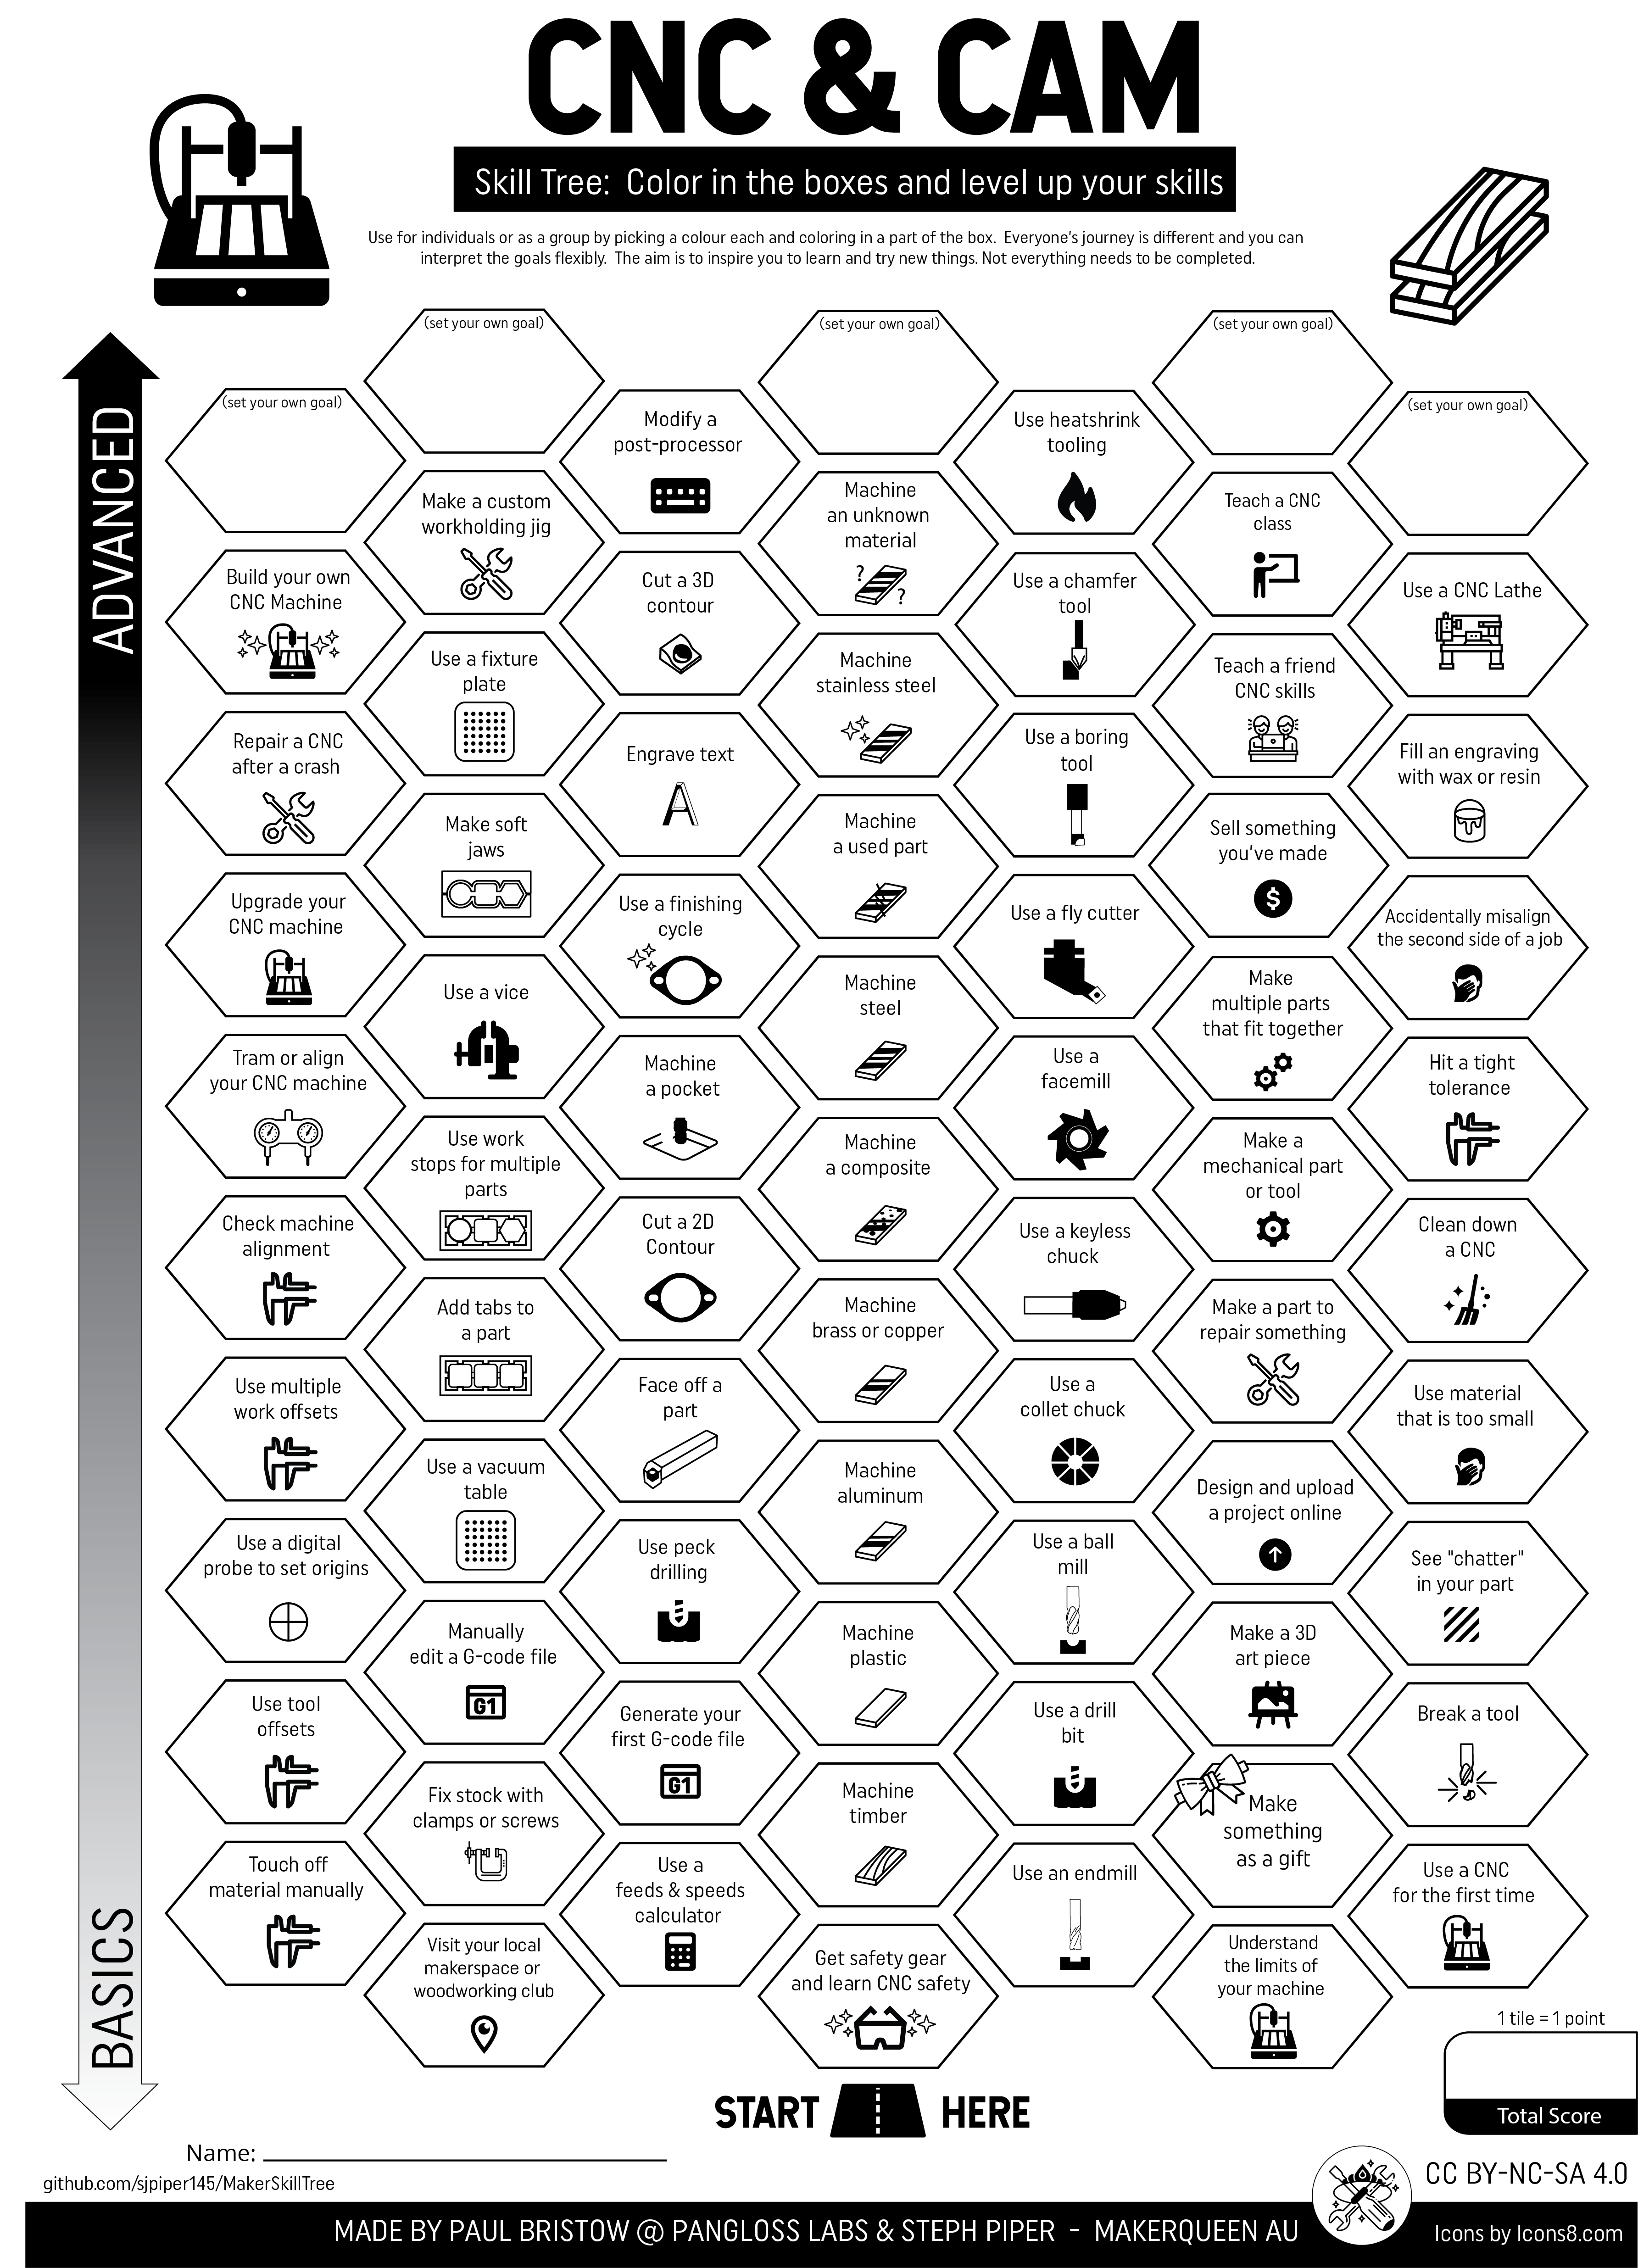 CNC & CAM
Skill Tree:  Color in the boxes and level up your skills
Use for individuals or as a group by picking a colour each and coloring in a part of the box.  Everyone's journey is different and you can
interpret the goals flexibly.  The aim is to inspire you to learn and try new things. Not everything needs to be completed.
ADVANCED
BASICS
(set your own goal)
Build your own
CNC Machine
Repair a CNC
after a crash
Upgrade your
CNC machine
Tram or align
your CNC machine
Check machine
alignment
Use multiple
work offsets
Use a digital
probe to set origins
Use tool
offsets
Touch off
material manually
(set your own goal)
Make a custom
workholding jig
Use a fixture
plate
Make soft
jaws
Use a vice
Use work
stops for multiple
parts
Add tabs to
a part
Use a vacuum
table
Manually
edit a G-code file
G1
Fix stock with
clamps or screws
Visit your local
makerspace or
woodworking club
Modify a
post-processor
Cut a 3D
contour
Engrave text
A
Use a finishing
cycle
Machine
a pocket
Cut a 2D
Contour
Face off a
part
Use peck
drilling
Generate your
first G-code file
G1
Use a
feeds & speeds
calculator
(set your own goal)
Machine
an unknown
material
? ?
Machine
stainless steel
Machine
a used part
Machine
steel
Machine
a composite
Machine
brass or copper
Machine
aluminum
Machine
plastic
Machine
timber
Get safety gear
and learn CNC safety
Use heatshrink
tooling
Use a chamfer
tool
Use a boring
tool
Use a fly cutter
Use a
facemill
Use a keyless
chuck
Use a
collet chuck
Use a ball
mill
Use a drill
bit
Use an endmill
(set your own goal)
Teach a CNC
class
Teach a friend
CNC skills
Sell something
you've made
$
Make
multiple parts
that fit together
Make a
mechanical part
or tool
Make a part to
repair something
Design and upload
a project online
Make a 3D
art piece
Make
something
as a gift
Understand
the limits of
your machine
(set your own goal)
Use a CNC Lathe
Fill an engraving
with wax or resin
Accidentally misalign
the second side of a job
Hit a tight
tolerance
Clean down
a CNC
Use material
that is too small
See "chatter"
in your part
Break a tool
Use a CNC
for the first time
1 tile = 1 point
Total Score
START HERE
Name:
github.com/sjpiper145/MakerSkillTree
CC BY-NC-SA 4.0
MADE BY PAUL BRISTOW @ PANGLOSS LABS & STEPH PIPER  -  MAKERQUEEN AU
Icons by Icons8.com